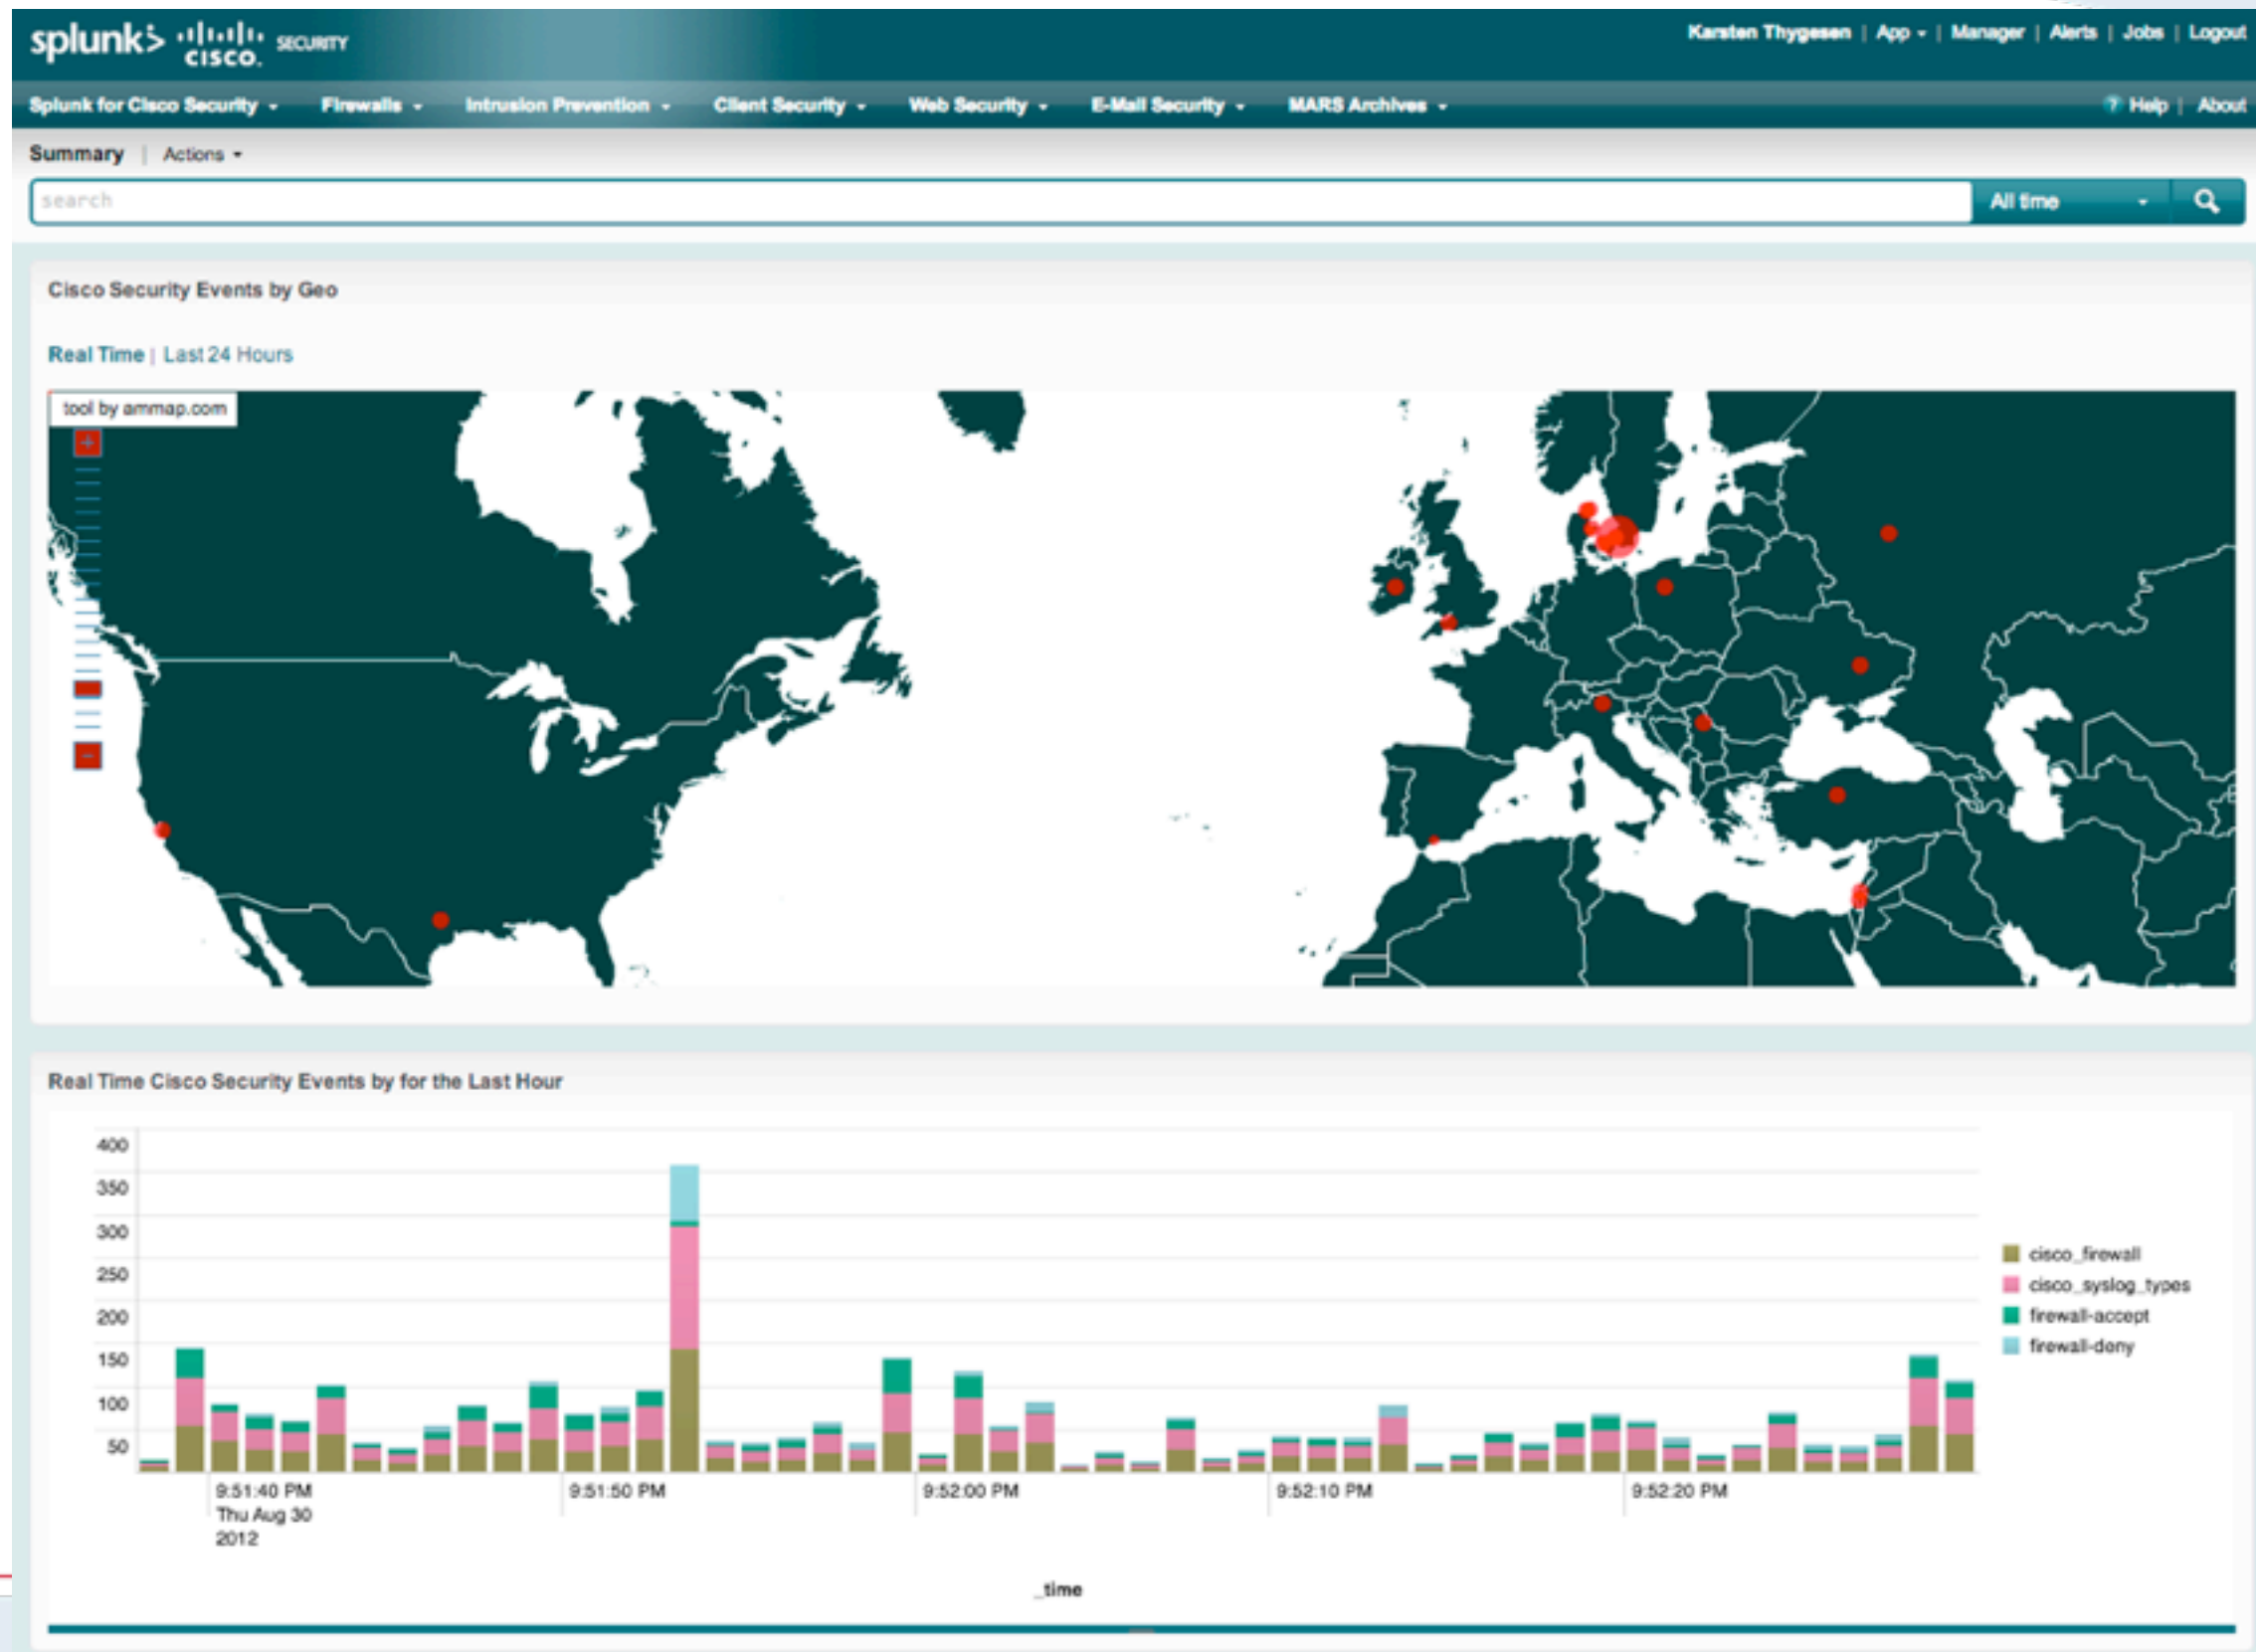 splunk> cisco. SECURITY
Karsten Thygesen | App | Manager | Alerts | Jobs | Logout
Splunk for Cisco Security Firewalls Intrusion Prevention Client Security Web Security E-Mail Security MARS Archives ? Help | About
Summary | Actions
search All time
Cisco Security Events by Geo
Real Time | Last 24 Hours
tool by ammap.com
+
-
Real Time Cisco Security Events by for the Last Hour
400
350
300
250
200
150
100
50
cisco_firewall
cisco_syslog_types
firewall-accept
firewall-deny
9:51:40 PM 9:51:50 PM 9:52:00 PM 9:52:10 PM 9:52:20 PM
Thu Aug 30
2012
_time